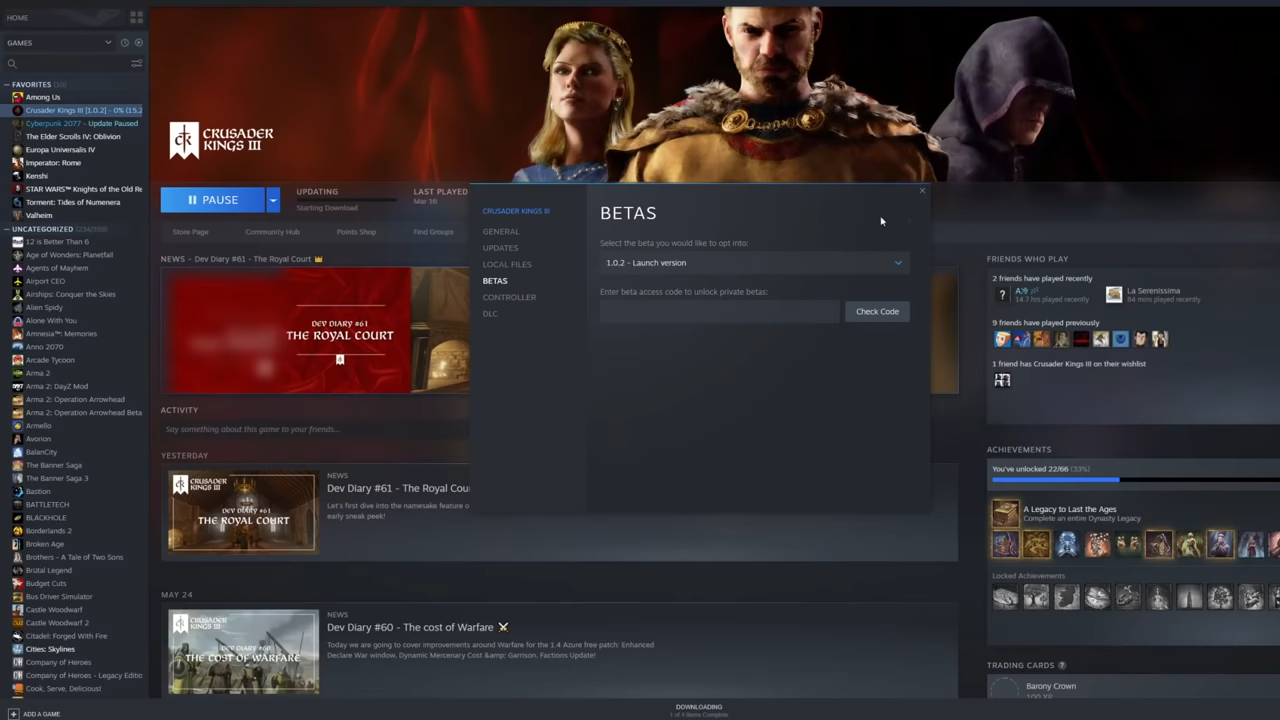 HOME
GAMES
FAVORITES (10)
Among Us
Crusader Kings III [1.0.2] - 0% (15.2
Cyberpunk 2077 - Update Paused
The Elder Scrolls IV: Oblivion
Europa Universalis IV
Imperator: Rome
Kenshi
STAR WARS™ Knights of the Old Re
Torment: Tides of Numenera
Valheim
UNCATEGORIZED
12 is Better Than 6
Age of Wonders: Planetfall
Agents of Mayhem
Airport CEO
Airships: Conquer the Skies
Alien Spidy
Alone With You
Amnesia™: Memories
Anno 2070
Arcade Tycoon
Arma 2
Arma 2: DayZ Mod
Arma 2: Operation Arrowhead
Arma 2: Operation Arrowhead Beta
Armello
Avorion
BalanCity
The Banner Saga
The Banner Saga 3
Bastion
BATTLETECH
BLACKHOLE
Borderlands 2
Broken Age
Brothers - A Tale of Two Sons
Brütal Legend
Budget Cuts
Bus Driver Simulator
Castle Woodwarf
Castle Woodwarf 2
Citadel: Forged With Fire
Cities: Skylines
Company of Heroes
Company of Heroes - Legacy Editio
Cook, Serve, Delicious!
ADD A GAME
CRUSADER
KINGS III
PAUSE
UPDATING
Starting Download
LAST PLAYED
Mar 16
Store Page
Community Hub
Points Shop
Find Groups
NEWS - Dev Diary #61 - The Royal Court
DEV DIARY #61
THE ROYAL COURT
ACTIVITY
Say something about this game to your friends...
YESTERDAY
CRUSADER
KINGS III
DEV DIARY #61
THE ROYAL COURT
NEWS
Dev Diary #61 - The Royal Cou
Let's first dive into the namesake feature o
early sneak peek!
MAY 24
CRUSADER
KINGS III
DEV DIARY #60
THE COST OF WARFARE
NEWS
Dev Diary #60 - The cost of Warfare
Today we are going to cover improvements around Warfare for the 1.4 Azure free patch: Enhanced
Declare War window, Dynamic Mercenary Cost &amp; Garrison, Factions Update!
CRUSADER KINGS III
GENERAL
UPDATES
LOCAL FILES
BETAS
CONTROLLER
DLC
BETAS
Select the beta you would like to opt into:
1.0.2 - Launch version
Enter beta access code to unlock private betas:
Check Code
FRIENDS WHO PLAY
2 friends have played recently
14.7 hrs played recently
La Serenissima
84 mins played recently
9 friends have played previously
1 friend has Crusader Kings III on their wishlist
ACHIEVEMENTS
You've unlocked 22/66 (33%)
A Legacy to Last the Ages
Complete an entire Dynasty Legacy
Locked Achievements
TRADING CARDS
Barony Crown
100 XP
DOWNLOADING
1 of 4 Items Complete